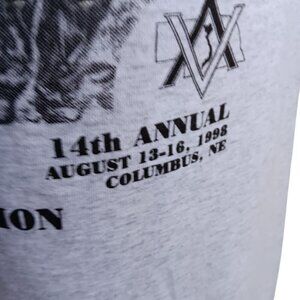 14th ANNUAL
AUGUST 13-16, 1998
COLUMBUS, NE
ION